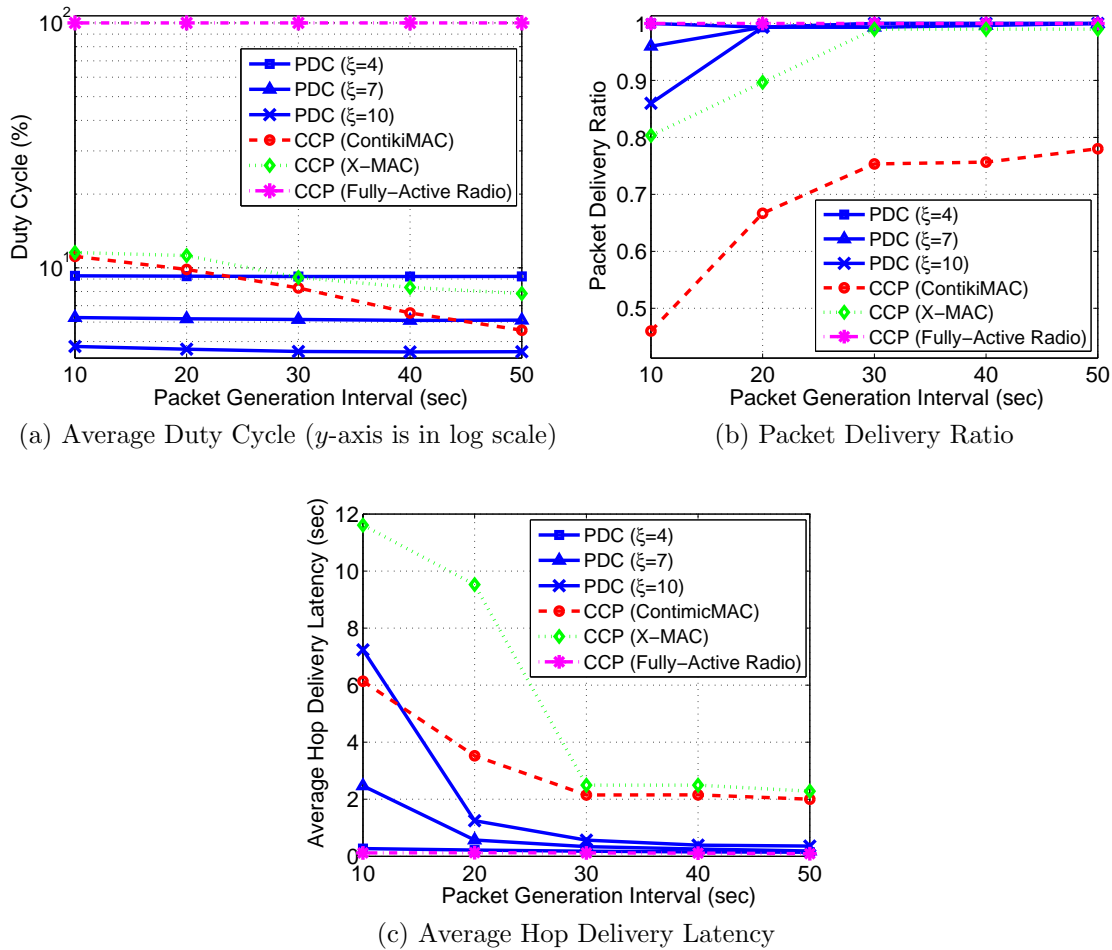 10²
10¹
Duty Cycle (%)
PDC (ξ=4)
PDC (ξ=7)
PDC (ξ=10)
CCP (ContikiMAC)
CCP (X−MAC)
CCP (Fully−Active Radio)
10 20 30 40 50
Packet Generation Interval (sec)
(a) Average Duty Cycle (y-axis is in log scale)
1
0.9
0.8
0.7
0.6
0.5
Packet Delivery Ratio
PDC (ξ=4)
PDC (ξ=7)
PDC (ξ=10)
CCP (ContikiMAC)
CCP (X−MAC)
CCP (Fully−Active Radio)
10 20 30 40 50
Packet Generation Interval (sec)
(b) Packet Delivery Ratio
12
10
8
6
4
2
0
Average Hop Delivery Latency (sec)
PDC (ξ=4)
PDC (ξ=7)
PDC (ξ=10)
CCP (ContimicMAC)
CCP (X−MAC)
CCP (Fully−Active Radio)
10 20 30 40 50
Packet Generation Interval (sec)
(c) Average Hop Delivery Latency